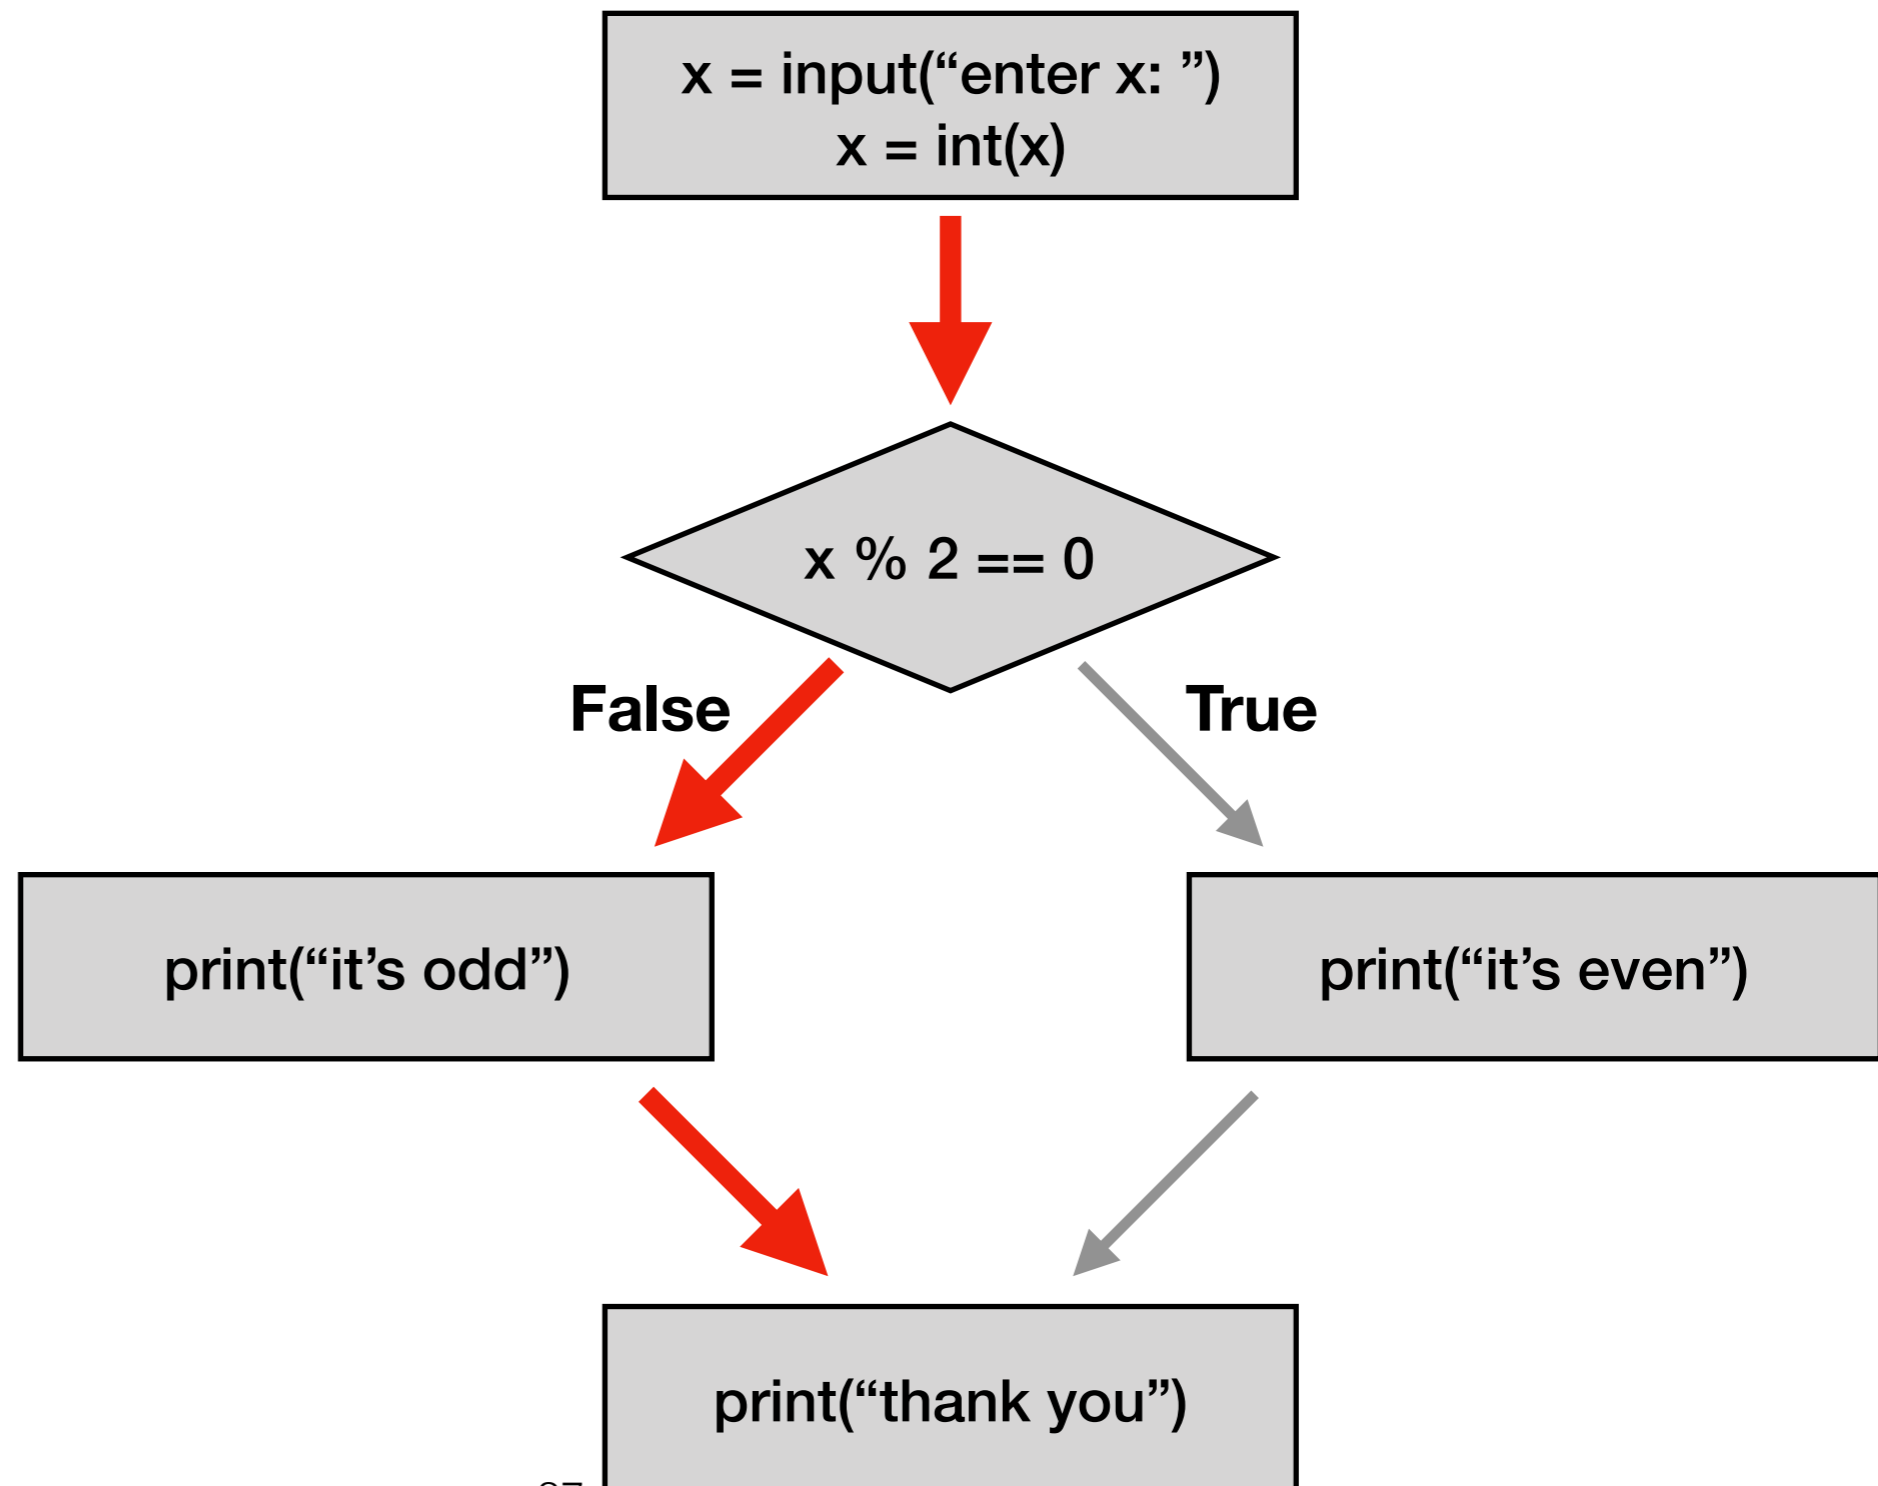 x = input(“enter x: ”)
x = int(x)
x % 2 == 0
False
True
print(“it’s odd”)
print(“it’s even”)
print(“thank you”)